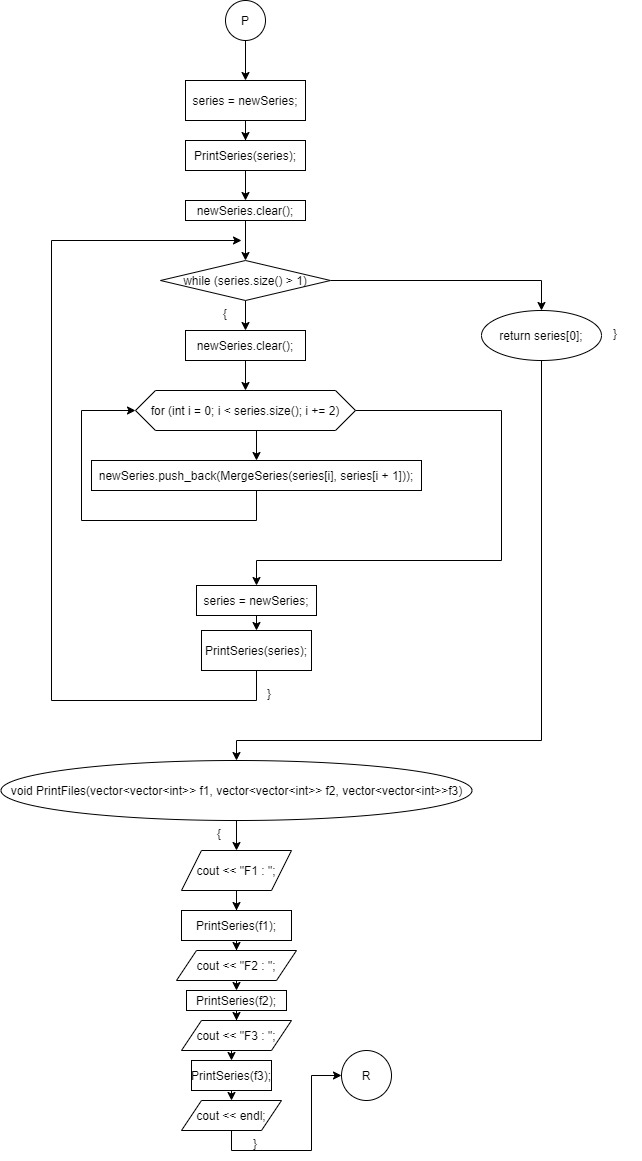 P
series = newSeries;
PrintSeries(series);
newSeries.clear();
while (series.size() > 1)
{
newSeries.clear();
return series[0];
}
for (int i = 0; i < series.size(); i += 2)
newSeries.push_back(MergeSeries(series[i], series[i + 1]));
series = newSeries;
PrintSeries(series);
}
void PrintFiles(vector<vector<int>> f1, vector<vector<int>> f2, vector<vector<int>>f3)
{
cout << "F1 : ";
PrintSeries(f1);
cout << "F2 : ";
PrintSeries(f2);
cout << "F3 : ";
PrintSeries(f3);
R
cout << endl;
}